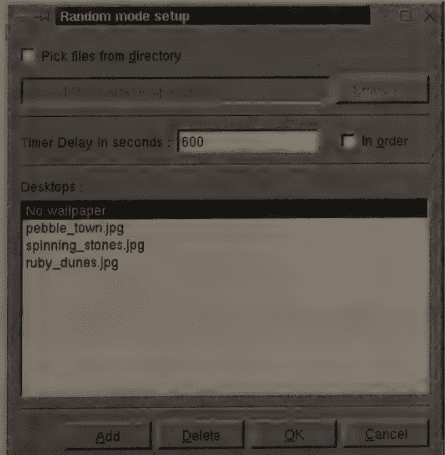 Random mode setup
Pick files from directory
Timer Delay in seconds : 600 In order
Desktops :
No wallpaper
pebble_town.jpg
spinning_stones.jpg
ruby_dunes.jpg
Add Delete OK Cancel